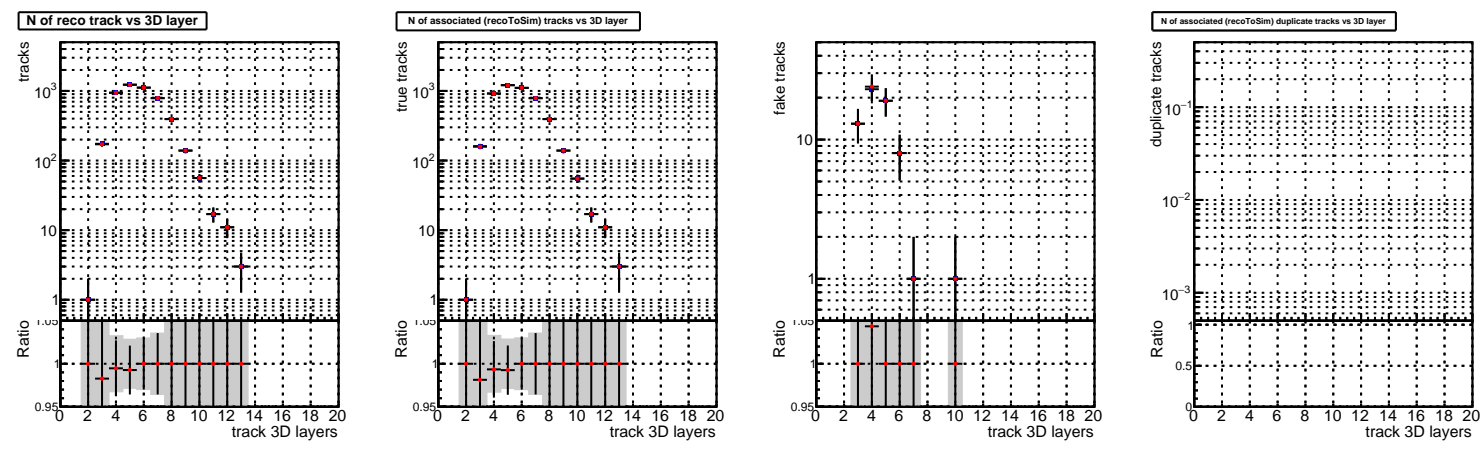 N of reco track vs 3D layer
tracks
10³
10²
10
1
Ratio
1.05
1
0.95
0 2 4 6 8 10 12 14 16 18 20
track 3D layers
N of associated (recoToSim) tracks vs 3D layer
true tracks
10³
10²
10
1
Ratio
1.05
1
0.95
0 2 4 6 8 10 12 14 16 18 20
track 3D layers
fake tracks
10
1
Ratio
1.05
1
0.95
0 2 4 6 8 10 12 14 16 18 20
track 3D layers
N of associated (recoToSim) duplicate tracks vs 3D layer
duplicate tracks
10⁻¹
10⁻²
10⁻³
Ratio
1
0.5
0
0 2 4 6 8 10 12 14 16 18 20
track 3D layers